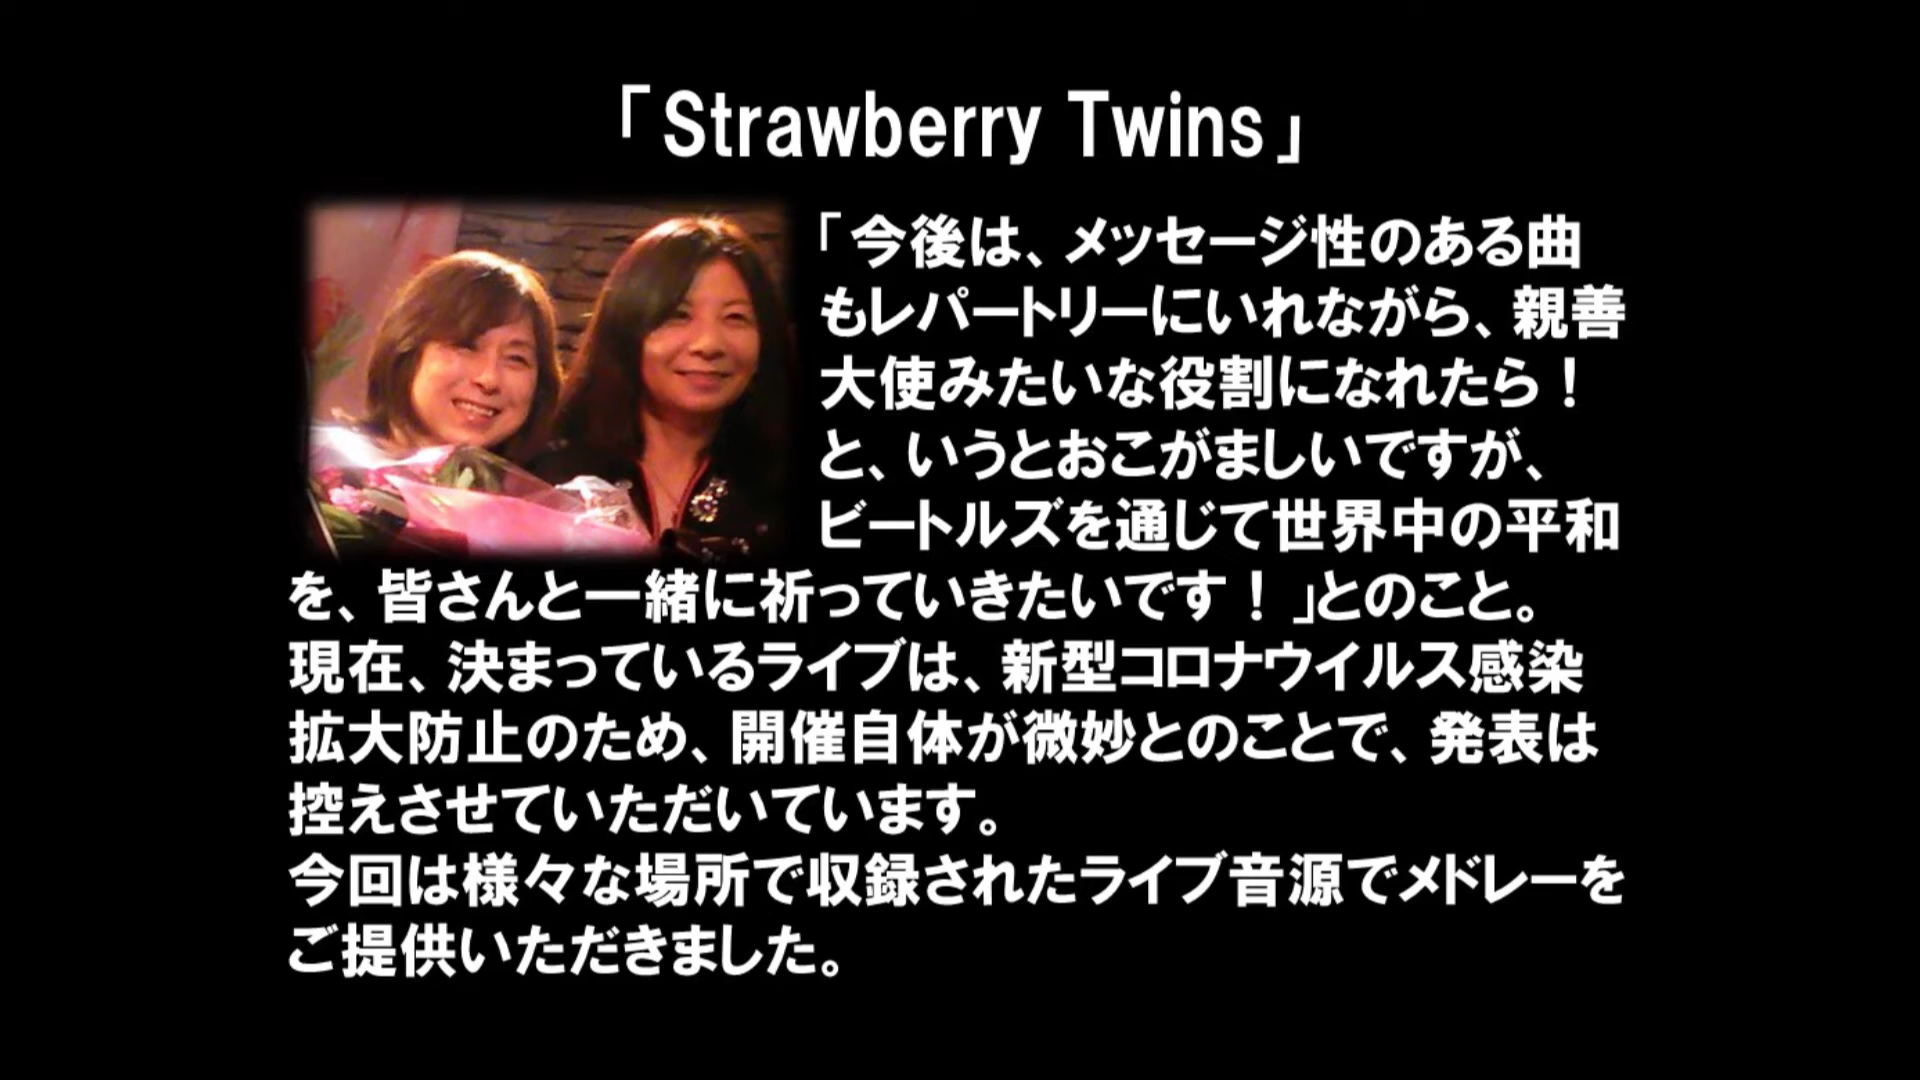 「Strawberry Twins」
「今後は、メッセージ性のある曲
もレパートリーにいれながら、親善
大使みたいな役割になれたら！
と、いうとおこがましいですが、
ビートルズを通じて世界中の平和
を、皆さんと一緒に祈っていきたいです！」とのこと。
現在、決まっているライブは、新型コロナウイルス感染
拡大防止のため、開催自体が微妙とのことで、発表は
控えさせていただいています。
今回は様々な場所で収録されたライブ音源でメドレーを
ご提供いただきました。